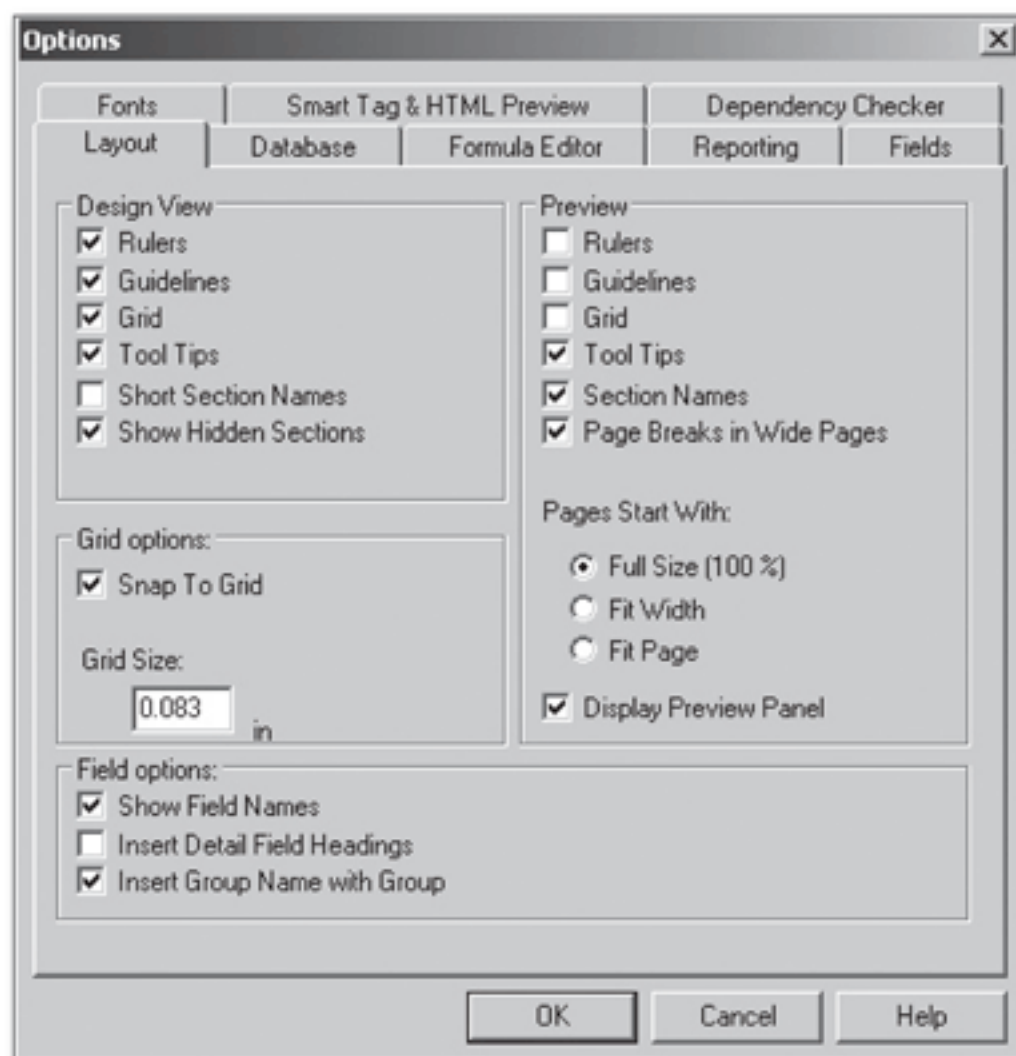 Options
Fonts
Smart Tag & HTML Preview
Dependency Checker
Layout
Database
Formula Editor
Reporting
Fields
Design View
Rulers
Guidelines
Grid
Tool Tips
Short Section Names
Show Hidden Sections
Preview
Rulers
Guidelines
Grid
Tool Tips
Section Names
Page Breaks in Wide Pages
Pages Start With:
Full Size (100 %)
Fit Width
Fit Page
Display Preview Panel
Grid options:
Snap To Grid
Grid Size:
0.083
in
Field options:
Show Field Names
Insert Detail Field Headings
Insert Group Name with Group
OK
Cancel
Help